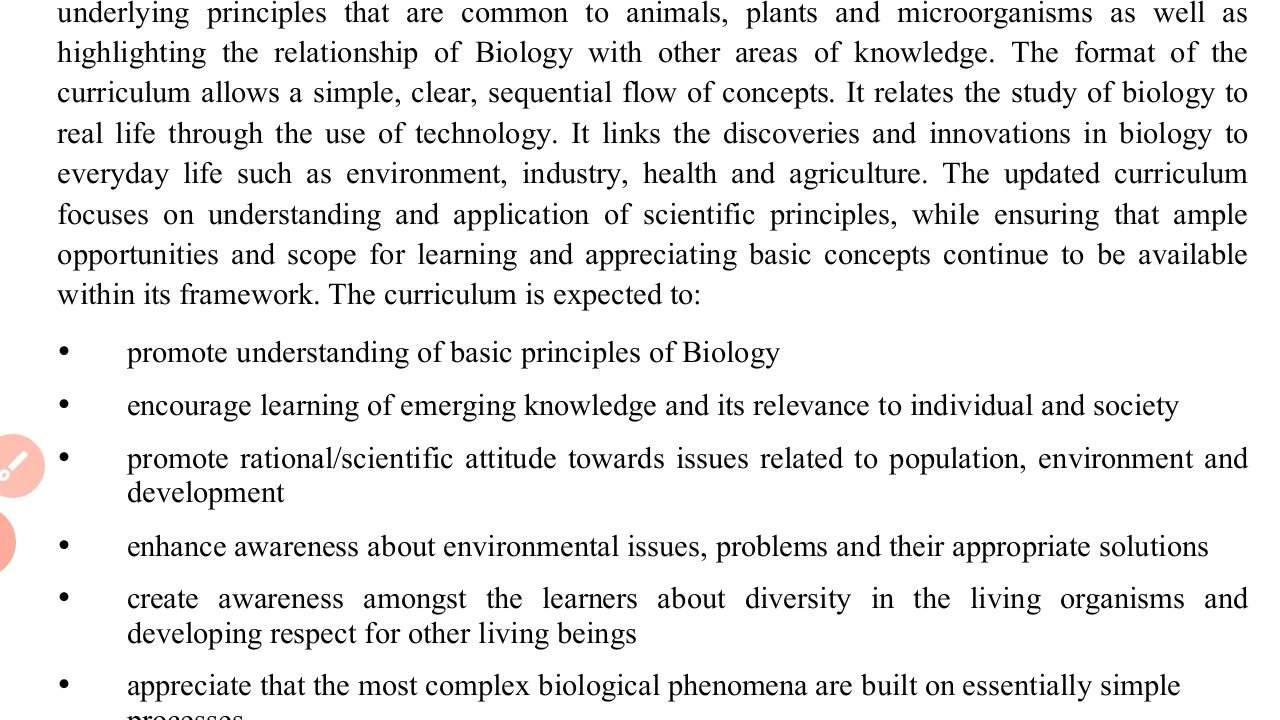 underlying principles that are common to animals, plants and microorganisms as well as
highlighting the relationship of Biology with other areas of knowledge. The format of the
curriculum allows a simple, clear, sequential flow of concepts. It relates the study of biology to
real life through the use of technology. It links the discoveries and innovations in biology to
everyday life such as environment, industry, health and agriculture. The updated curriculum
focuses on understanding and application of scientific principles, while ensuring that ample
opportunities and scope for learning and appreciating basic concepts continue to be available
within its framework. The curriculum is expected to:
• promote understanding of basic principles of Biology
• encourage learning of emerging knowledge and its relevance to individual and society
• promote rational/scientific attitude towards issues related to population, environment and
development
• enhance awareness about environmental issues, problems and their appropriate solutions
• create awareness amongst the learners about diversity in the living organisms and
developing respect for other living beings
• appreciate that the most complex biological phenomena are built on essentially simple
processes